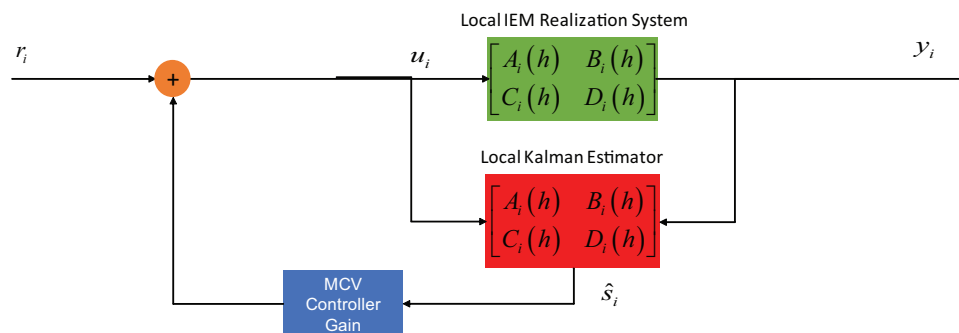 Local IEM Realization System
r_i
u_i
y_i
+
[A_i(h) B_i(h)
C_i(h) D_i(h)]
Local Kalman Estimator
[A_i(h) B_i(h)
C_i(h) D_i(h)]
ŝ_i
MCV
Controller
Gain